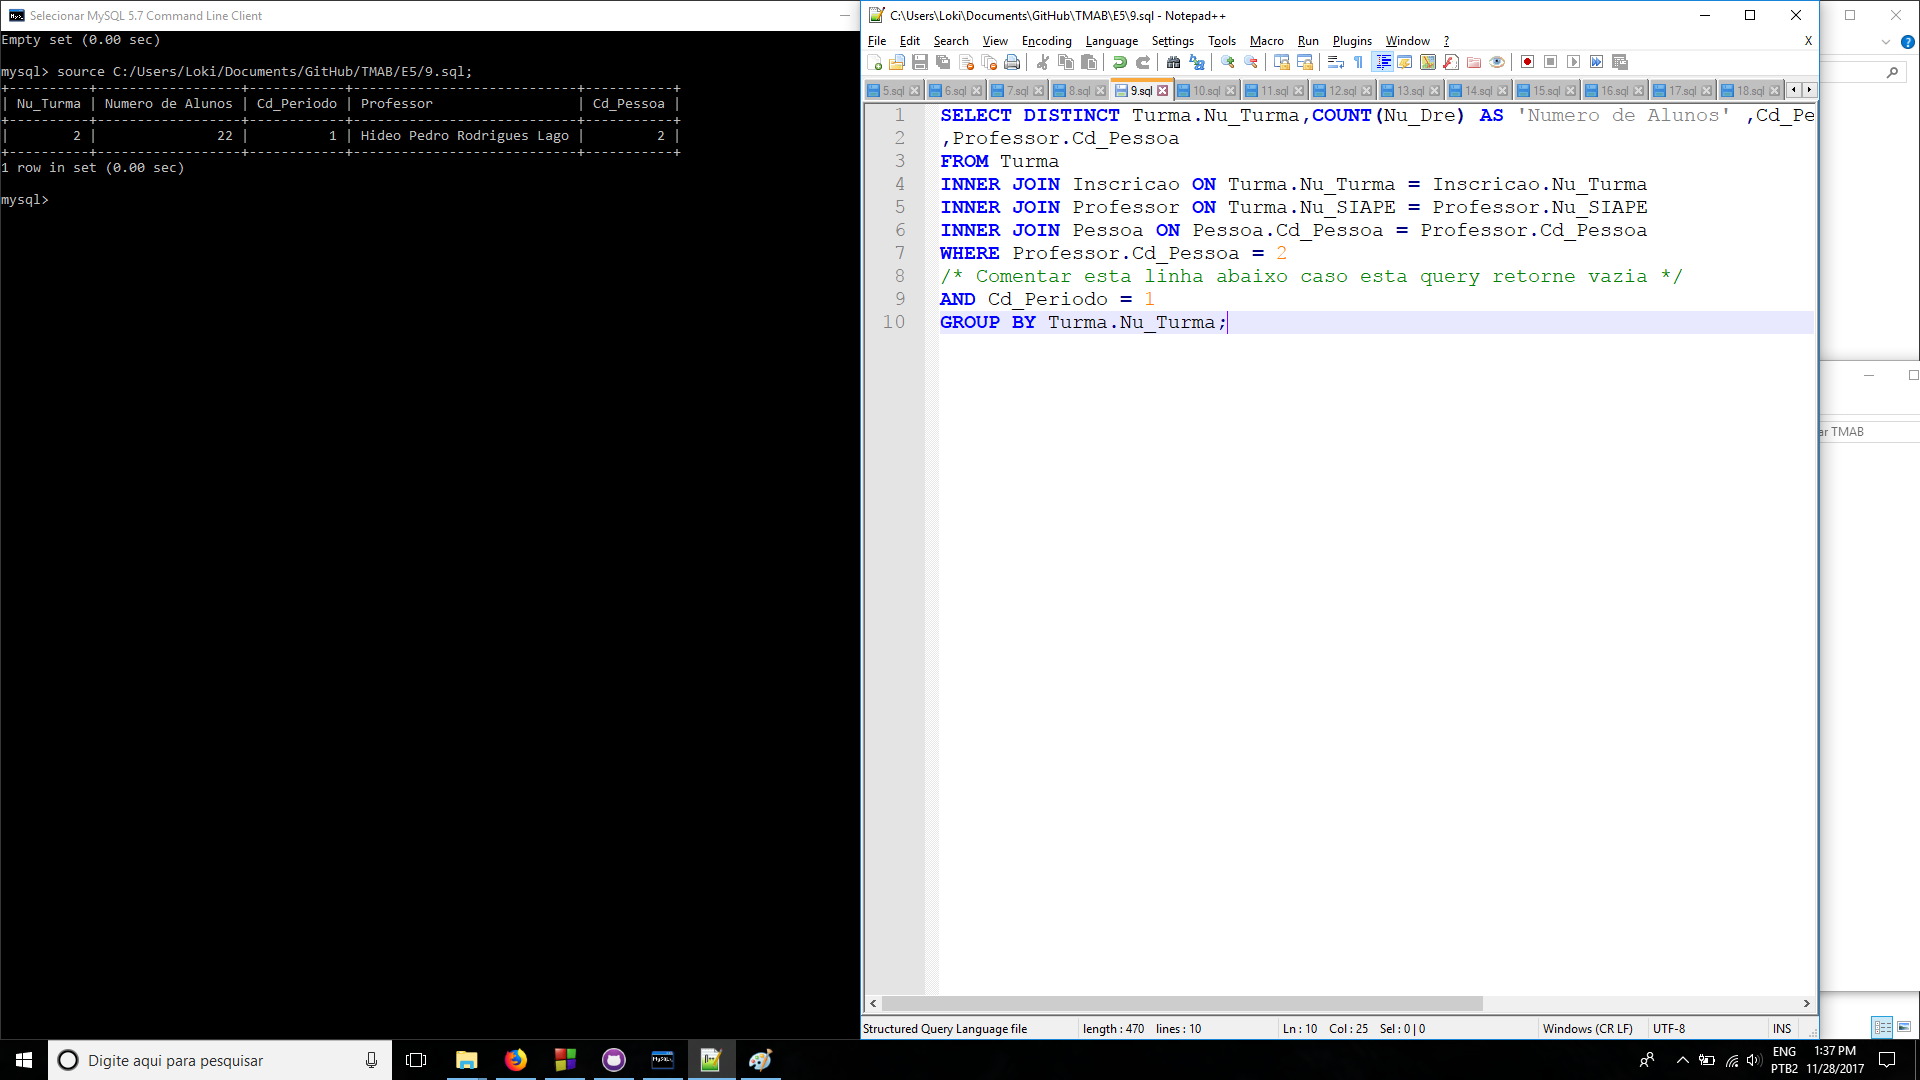 Selecionar MySQL 5.7 Command Line Client
Empty set (0.00 sec)
mysql> source C:/Users/Loki/Documents/GitHub/TMAB/E5/9.sql;
+----------+------------------+------------+----------------------------+-----------+
| Nu_Turma | Numero de Alunos | Cd_Periodo | Professor                  | Cd_Pessoa |
+----------+------------------+------------+----------------------------+-----------+
|        2 |               22 |          1 | Hideo Pedro Rodrigues Lago |         2 |
+----------+------------------+------------+----------------------------+-----------+
1 row in set (0.00 sec)
mysql>
C:\Users\Loki\Documents\GitHub\TMAB\E5\9.sql - Notepad++
File Edit Search View Encoding Language Settings Tools Macro Run Plugins Window ? X
5.sql 6.sql 7.sql 8.sql 9.sql 10.sql 11.sql 12.sql 13.sql 14.sql 15.sql 16.sql 17.sql 18.sql
1 SELECT DISTINCT Turma.Nu_Turma,COUNT(Nu_Dre) AS 'Numero de Alunos' ,Cd_Pe
2 ,Professor.Cd_Pessoa
3 FROM Turma
4 INNER JOIN Inscricao ON Turma.Nu_Turma = Inscricao.Nu_Turma
5 INNER JOIN Professor ON Turma.Nu_SIAPE = Professor.Nu_SIAPE
6 INNER JOIN Pessoa ON Pessoa.Cd_Pessoa = Professor.Cd_Pessoa
7 WHERE Professor.Cd_Pessoa = 2
8 /* Comentar esta linha abaixo caso esta query retorne vazia */
9 AND Cd_Periodo = 1
10 GROUP BY Turma.Nu_Turma;
Structured Query Language file length : 470 lines : 10 Ln : 10 Col : 25 Sel : 0 | 0 Windows (CR LF) UTF-8 INS
ar TMAB
Digite aqui para pesquisar
ENG
PTB2
1:37 PM
11/28/2017